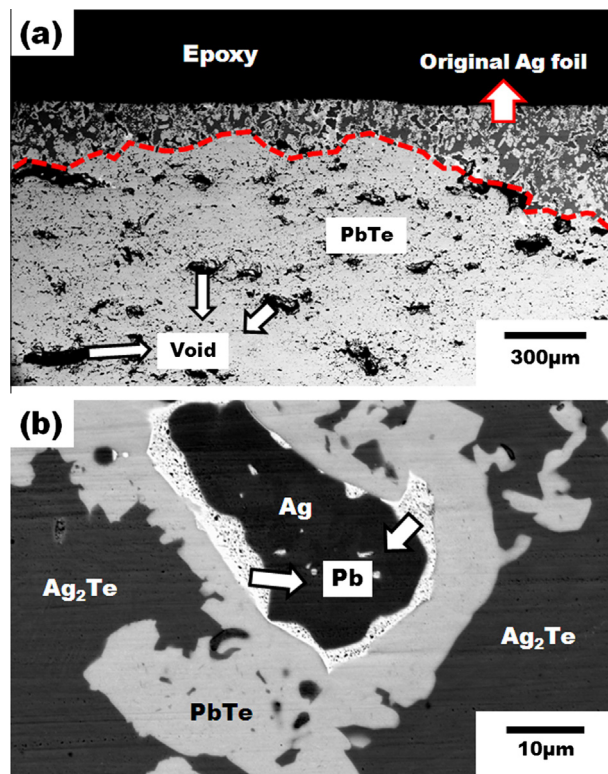 (a)
Epoxy
Original Ag foil
PbTe
Void
300μm
(b)
Ag
Pb
Ag₂Te
Ag₂Te
PbTe
10μm